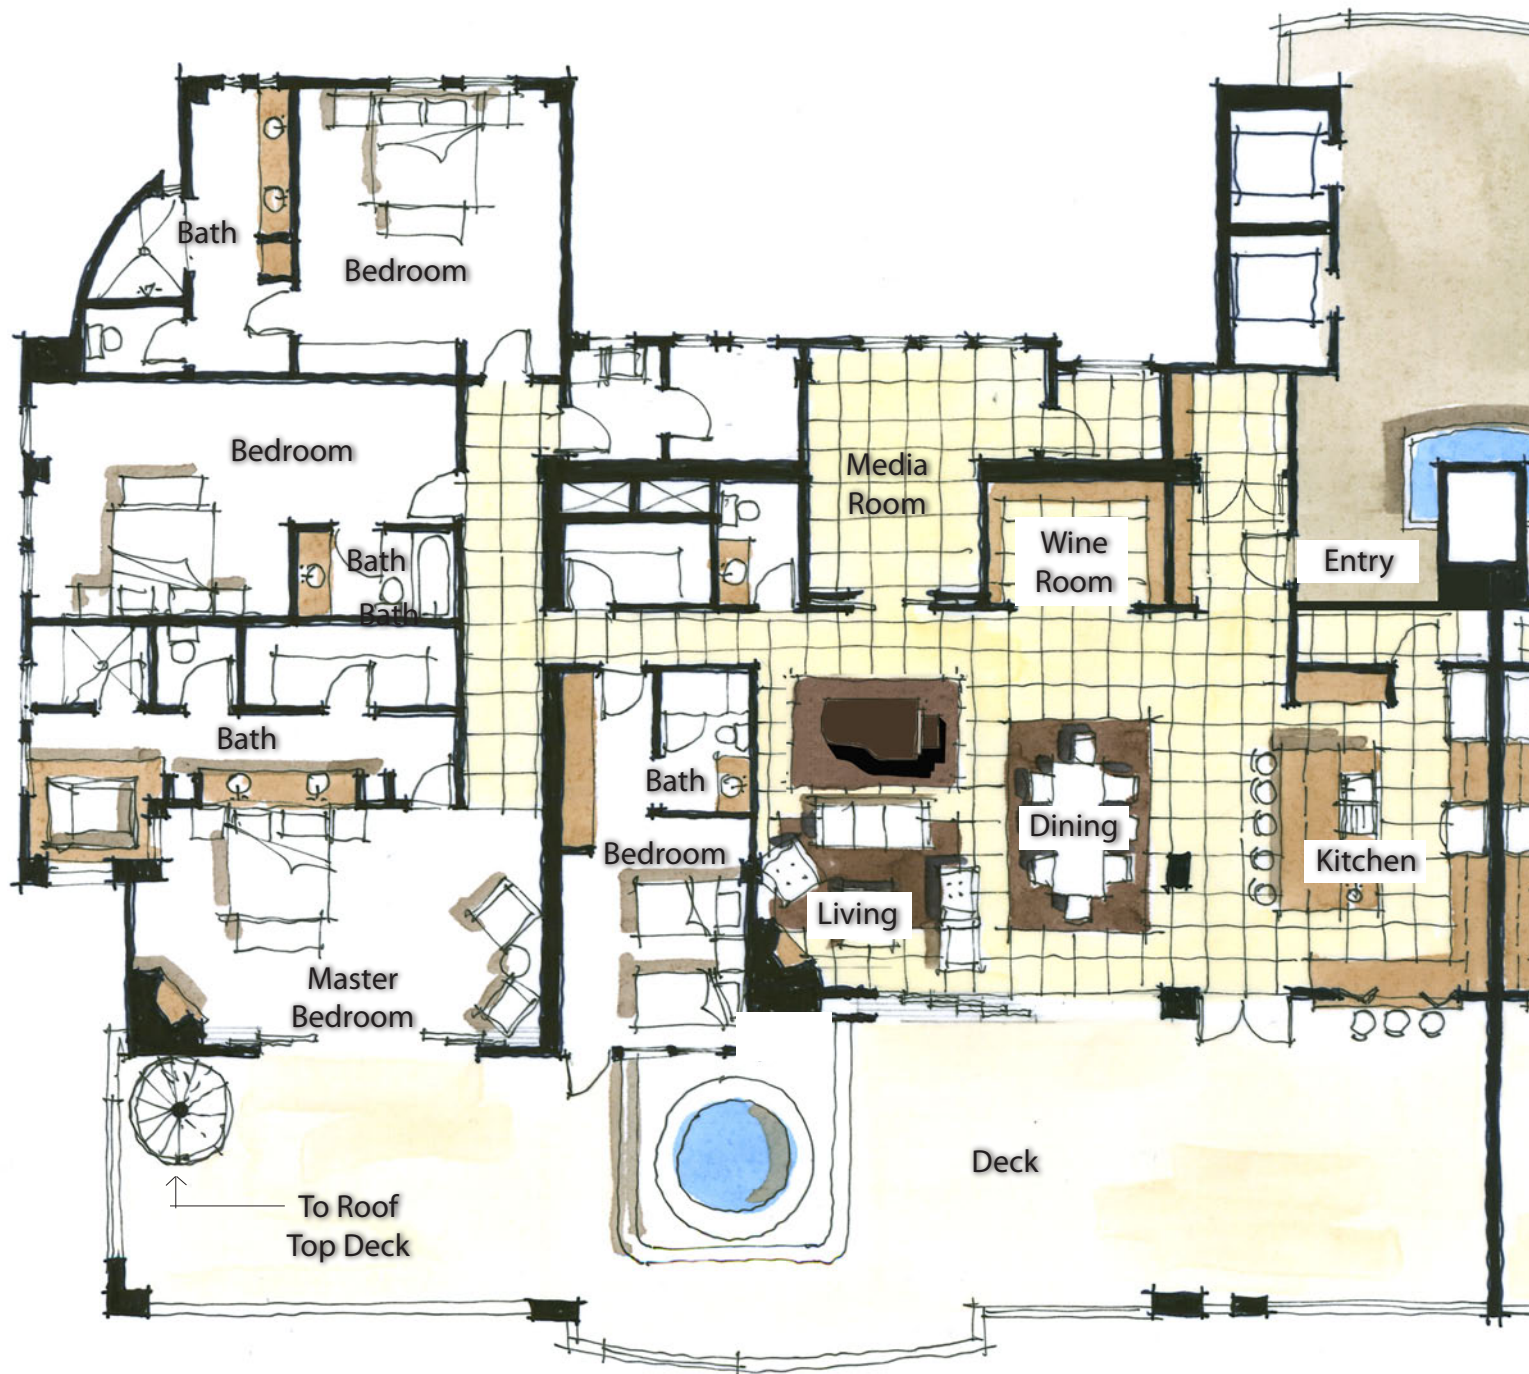 Bath
Bedroom
Bedroom
Media
Room
Wine
Room
Entry
Bath
Bath
Bath
Bath
Bedroom
Dining
Kitchen
Living
Master
Bedroom
Deck
To Roof
Top Deck